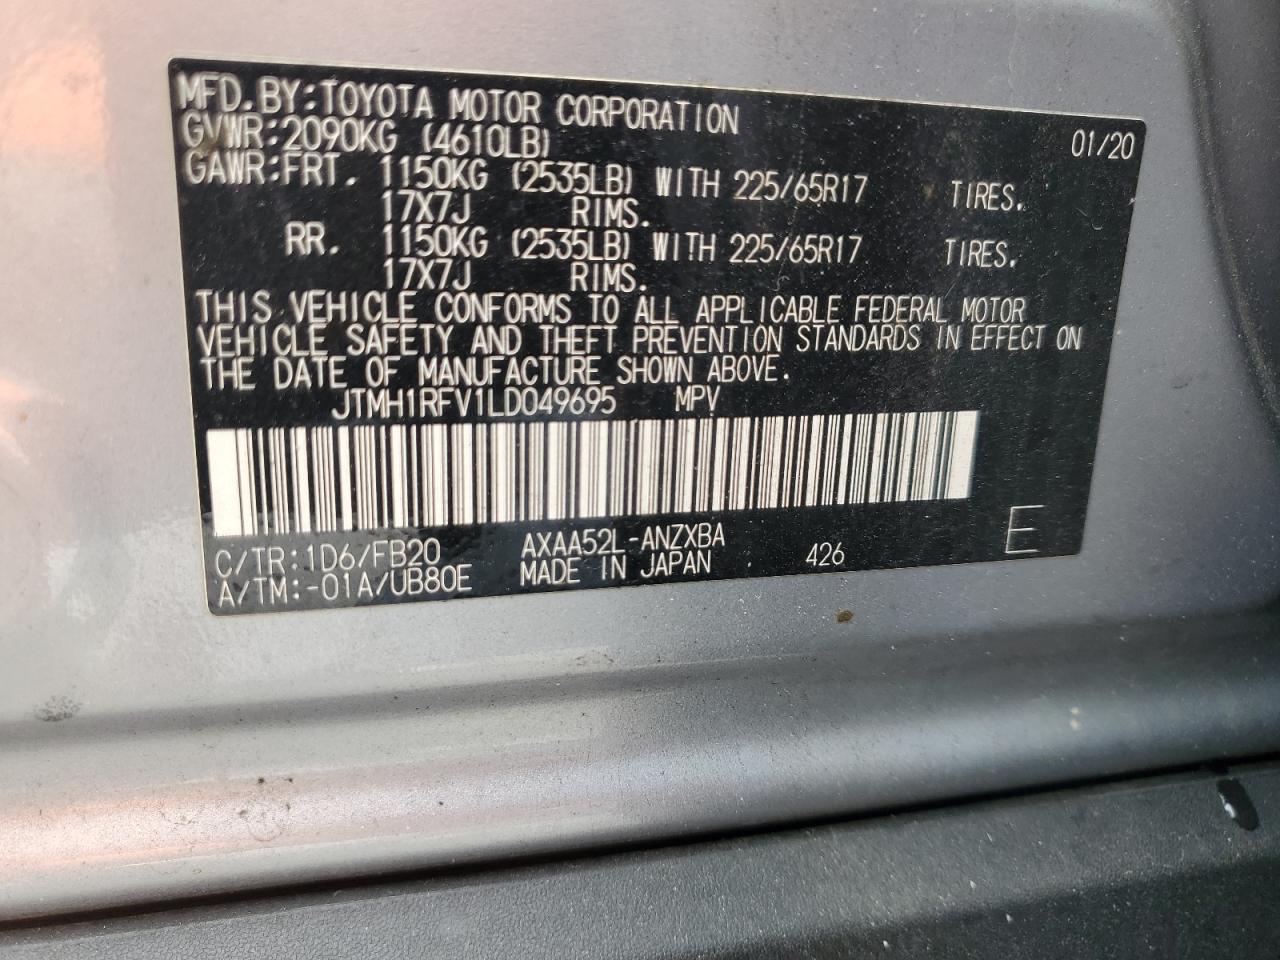 MFD.BY:TOYOTA MOTOR CORPORATION 01/20
GVWR:2090KG (4610LB)
GAWR:FRT. 1150KG (2535LB) WITH 225/65R17 TIRES.
17X7J RIMS.
RR. 1150KG (2535LB) WITH 225/65R17 TIRES.
17X7J RIMS.
THIS VEHICLE CONFORMS TO ALL APPLICABLE FEDERAL MOTOR
VEHICLE SAFETY AND THEFT PREVENTION STANDARDS IN EFFECT ON
THE DATE OF MANUFACTURE SHOWN ABOVE.
JTMH1RFV1LD049695 MPV
C/TR:1D6/FB20 AXAA52L-ANZXBA 426 E
A/TM:-01A/UB80E MADE IN JAPAN